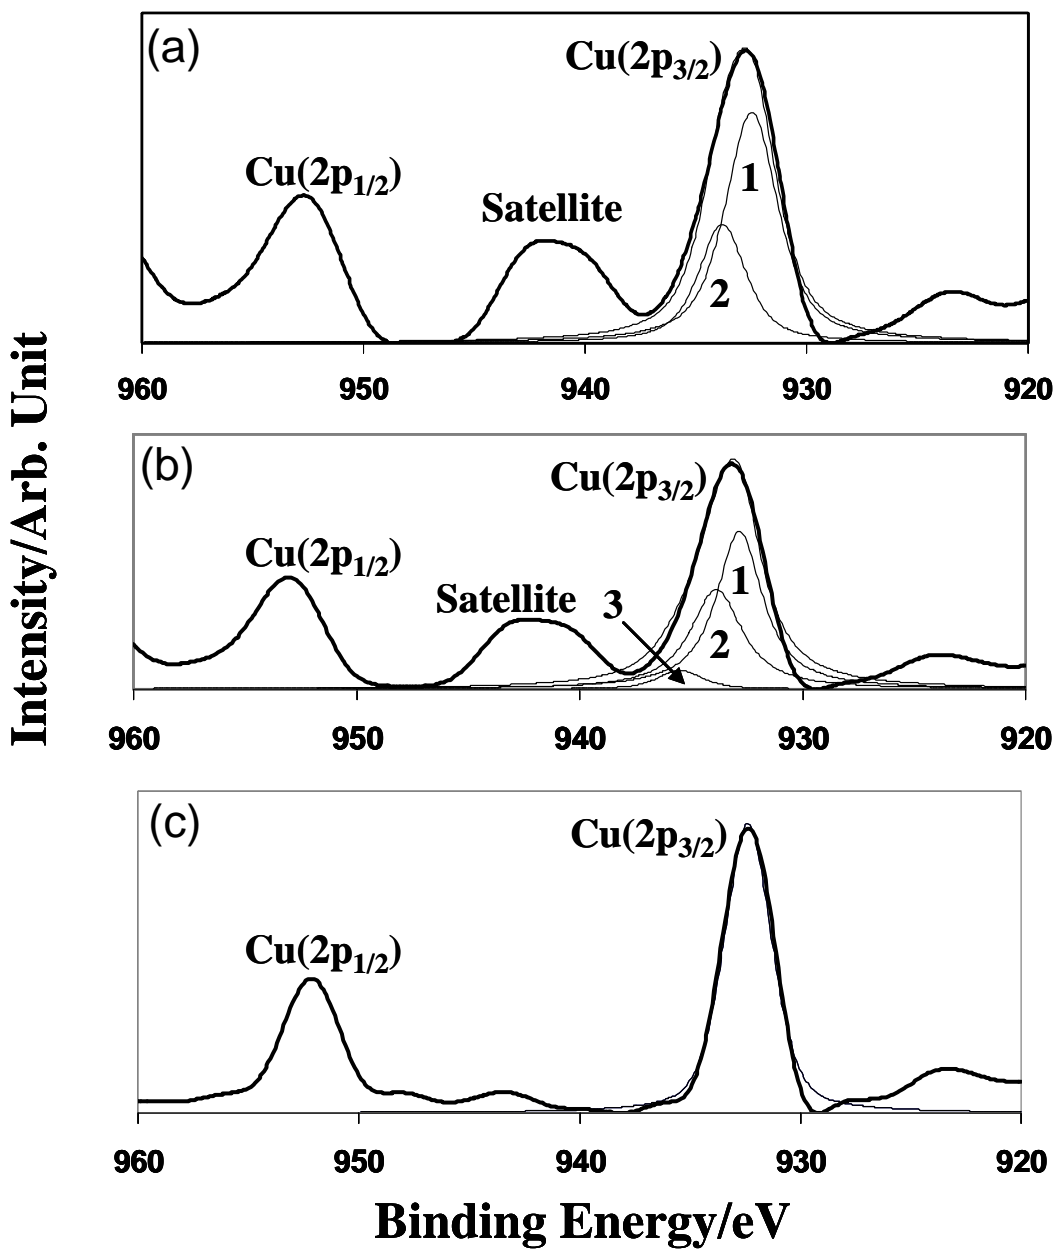 Intensity/Arb. Unit
(a)
Cu(2p3/2)
Cu(2p1/2)
Satellite
1
2
960 950 940 930 920
(b)
Cu(2p3/2)
Cu(2p1/2)
Satellite
3
1
2
960 950 940 930 920
(c)
Cu(2p3/2)
Cu(2p1/2)
960 950 940 930 920
Binding Energy/eV